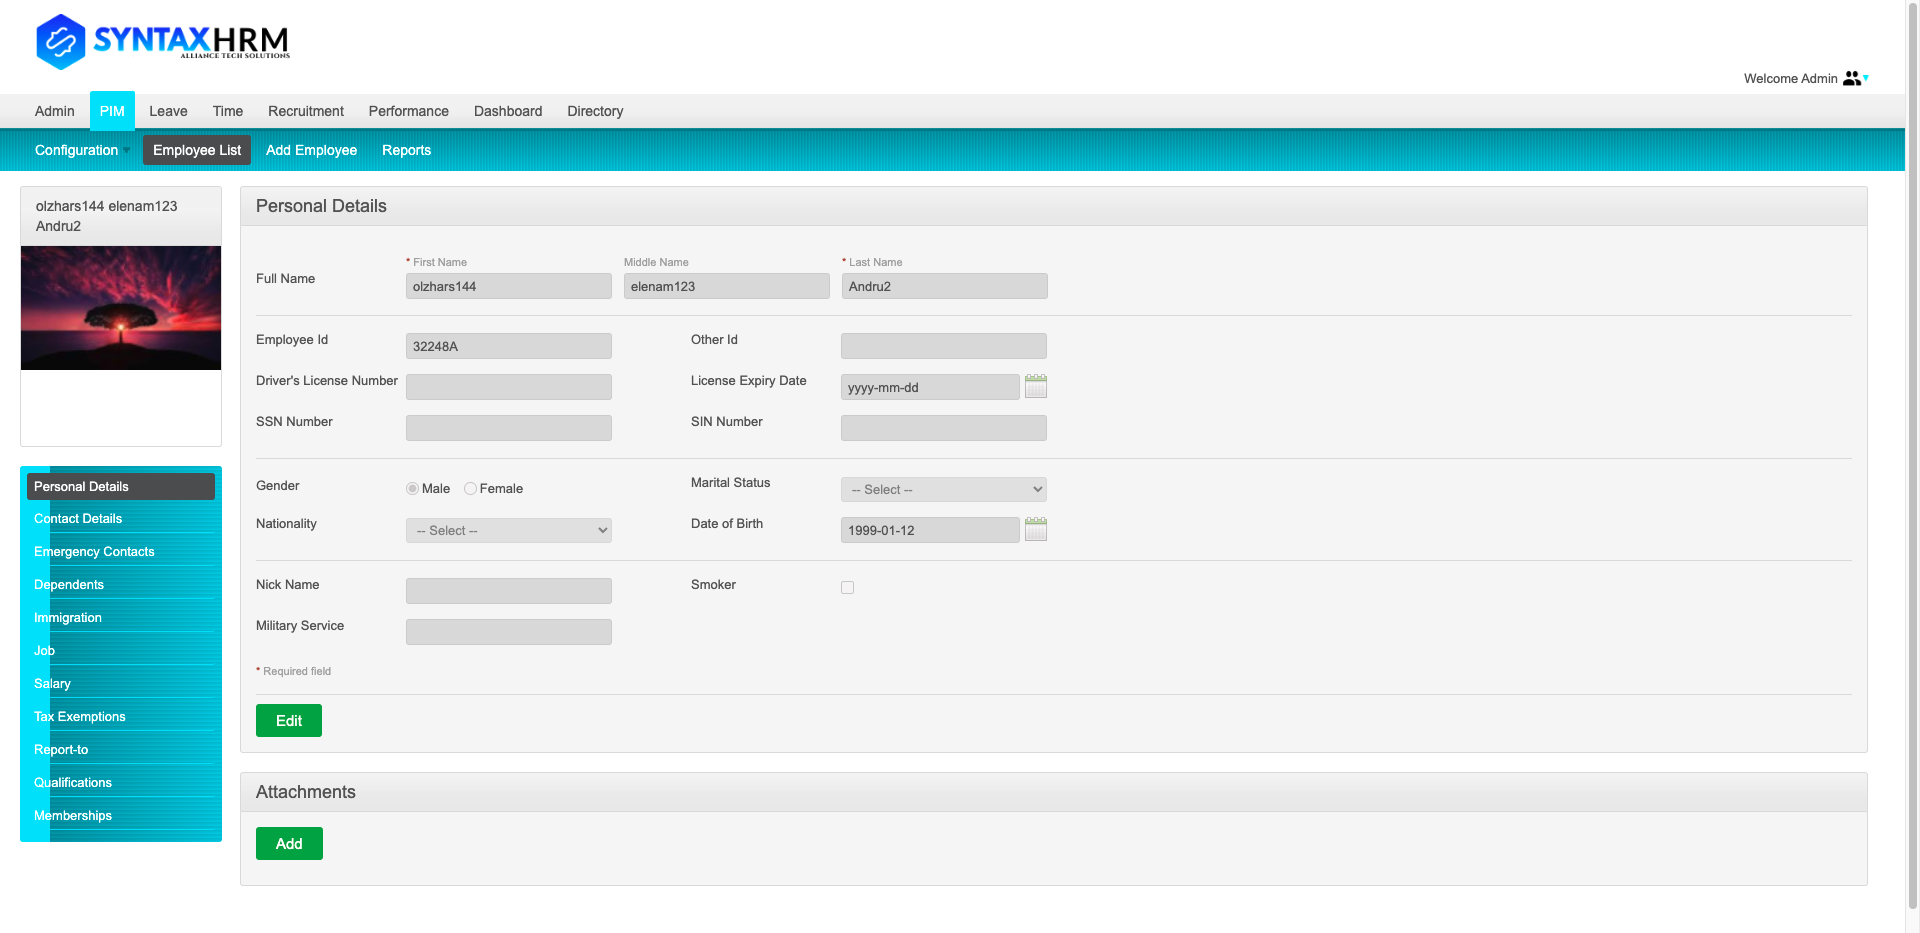 SYNTAXHRM
ALLIANCE TECH SOLUTIONS
Welcome Admin
Admin PIM Leave Time Recruitment Performance Dashboard Directory
Configuration Employee List Add Employee Reports
olzhars144 elenam123
Andru2
Personal Details
Contact Details
Emergency Contacts
Dependents
Immigration
Job
Salary
Tax Exemptions
Report-to
Qualifications
Memberships
Personal Details
* First Name Middle Name * Last Name
Full Name olzhars144 elenam123 Andru2
Employee Id 32248A Other Id
Driver's License Number License Expiry Date yyyy-mm-dd
SSN Number SIN Number
Gender Male Female Marital Status -- Select --
Nationality -- Select -- Date of Birth 1999-01-12
Nick Name Smoker
Military Service
* Required field
Edit
Attachments
Add